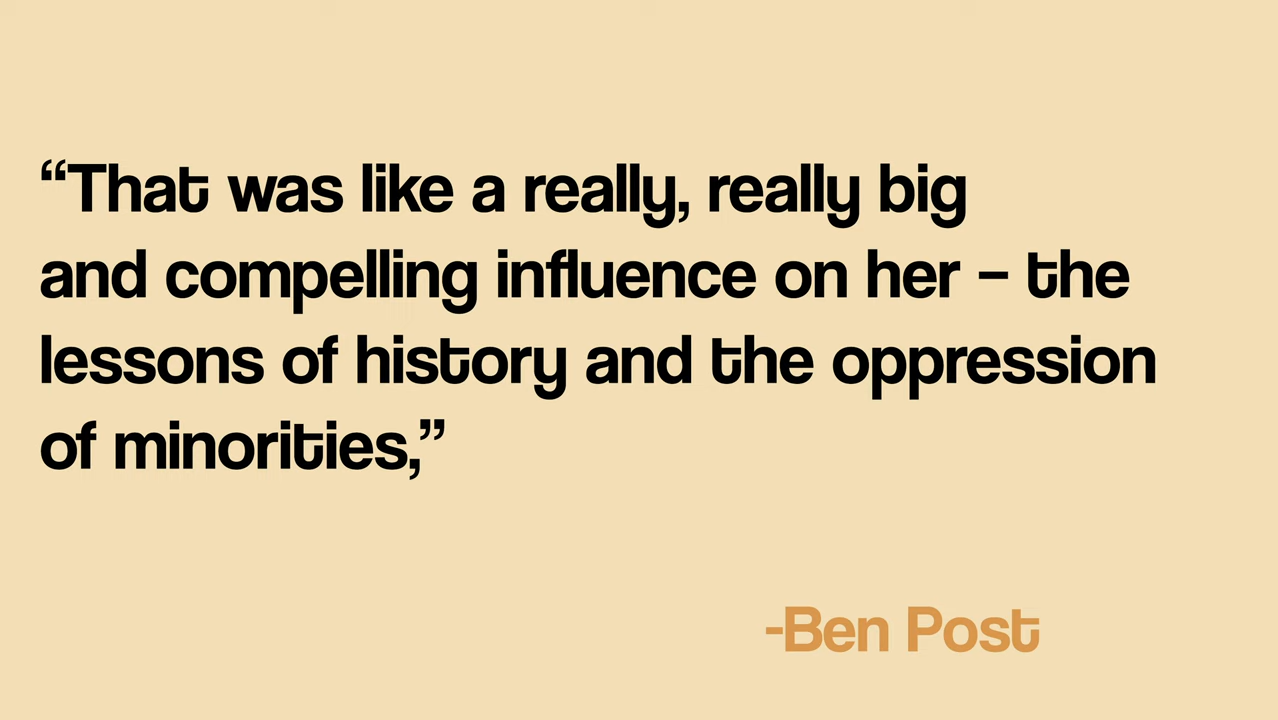 “That was like a really, really big
and compelling influence on her – the
lessons of history and the oppression
of minorities,”
-Ben Post